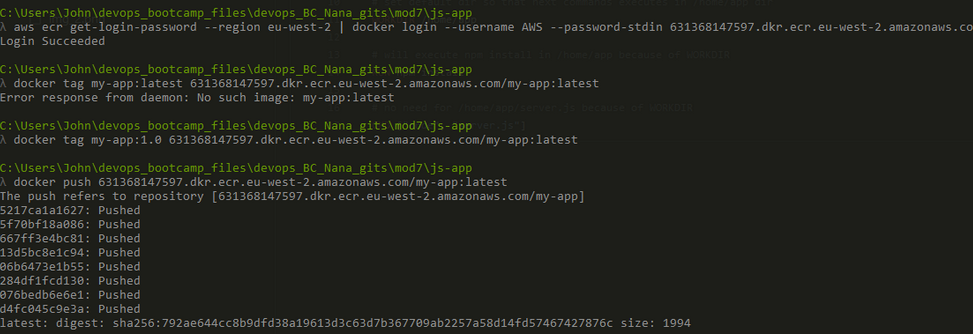 C:\Users\John\devops_bootcamp_files\devops_BC_Nana_gits\mod7\js-app
λ aws ecr get-login-password --region eu-west-2 | docker login --username AWS --password-stdin 631368147597.dkr.ecr.eu-west-2.amazonaws.co
Login Succeeded
C:\Users\John\devops_bootcamp_files\devops_BC_Nana_gits\mod7\js-app
λ docker tag my-app:latest 631368147597.dkr.ecr.eu-west-2.amazonaws.com/my-app:latest
Error response from daemon: No such image: my-app:latest
C:\Users\John\devops_bootcamp_files\devops_BC_Nana_gits\mod7\js-app
λ docker tag my-app:1.0 631368147597.dkr.ecr.eu-west-2.amazonaws.com/my-app:latest
C:\Users\John\devops_bootcamp_files\devops_BC_Nana_gits\mod7\js-app
λ docker push 631368147597.dkr.ecr.eu-west-2.amazonaws.com/my-app:latest
The push refers to repository [631368147597.dkr.ecr.eu-west-2.amazonaws.com/my-app]
5217ca1a1627: Pushed
5f70bf18a086: Pushed
667ff3e4bc81: Pushed
13d5bc8e1c94: Pushed
06b6473e1b55: Pushed
284df1fcd130: Pushed
076bedb6e6e1: Pushed
d4fc045c9e3a: Pushed
latest: digest: sha256:792ae644cc8b9dfd38a19613d3c63d7b367709ab2257a58d14fd57467427876c size: 1994